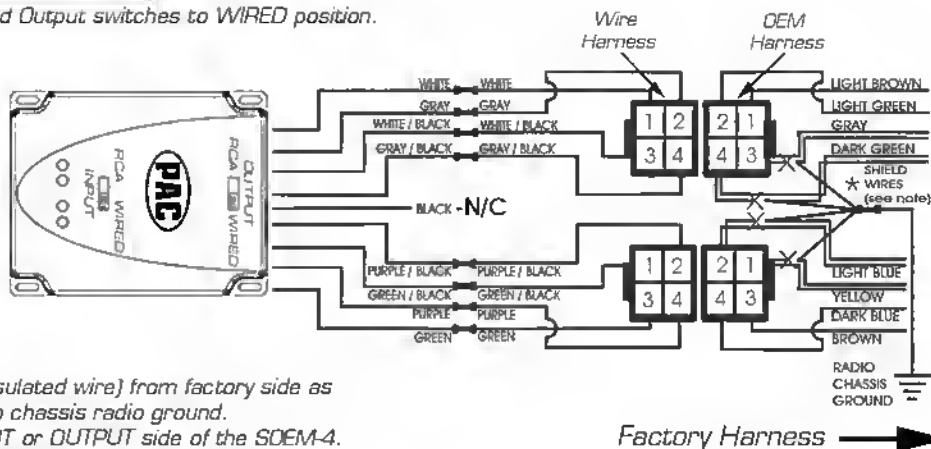 d Output switches to WIRED position.
Wire
Harness
OEM
Harness
WHITE WHITE
GRAY GRAY
WHITE / BLACK WHITE / BLACK
GRAY / BLACK GRAY / BLACK
BLACK -N/C
PURPLE / BLACK PURPLE / BLACK
GREEN / BLACK GREEN / BLACK
PURPLE PURPLE
GREEN GREEN
RCA WIRED
INPUT
PAC
OUTPUT
RCA WIRED
1 2
3 4
2 1
4 3
1 2
3 4
2 1
4 3
LIGHT BROWN
LIGHT GREEN
GRAY
DARK GREEN
* SHIELD
WIRES
(see note)
LIGHT BLUE
YELLOW
DARK BLUE
BROWN
RADIO
CHASSIS
GROUND
sulated wire) from factory side as
o chassis radio ground.
T or OUTPUT side of the SOEM-4.
Factory Harness